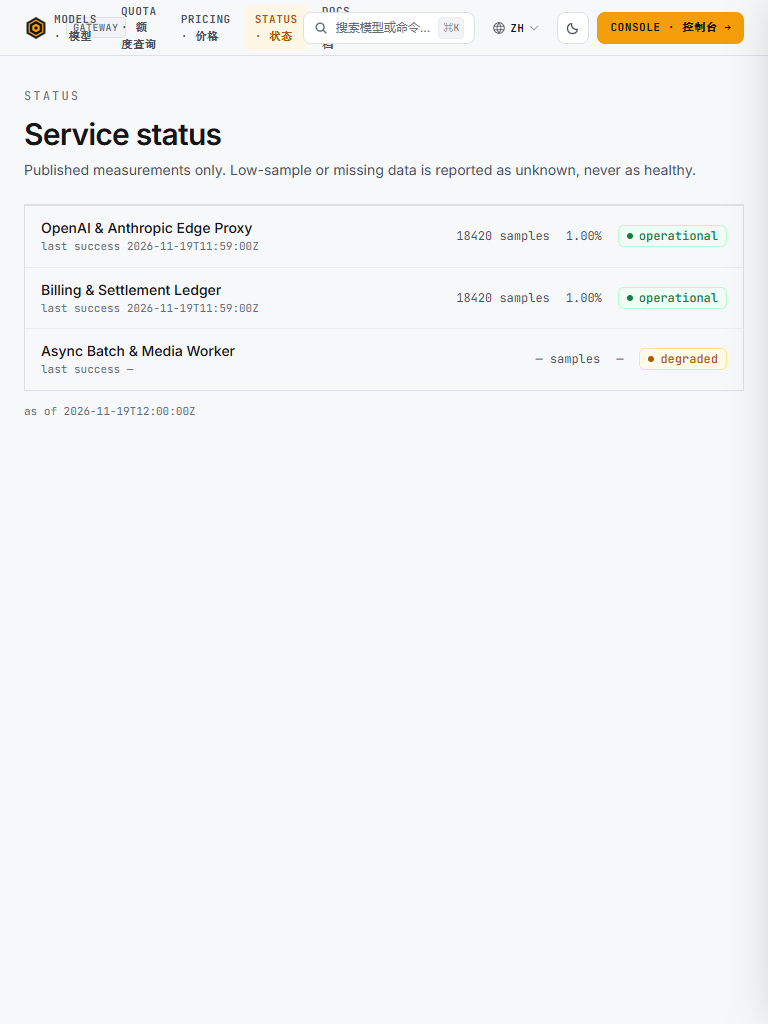 MODELS
· 模型
GATEWAY
QUOTA
· 额
度查询
PRICING
· 价格
STATUS
· 状态
DOCS
搜索模型或命令... ⌘K
ZH
CONSOLE · 控制台 →
STATUS
Service status
Published measurements only. Low-sample or missing data is reported as unknown, never as healthy.
OpenAI & Anthropic Edge Proxy
last success 2026-11-19T11:59:00Z
18420 samples 1.00% operational
Billing & Settlement Ledger
last success 2026-11-19T11:59:00Z
18420 samples 1.00% operational
Async Batch & Media Worker
last success —
— samples — degraded
as of 2026-11-19T12:00:00Z